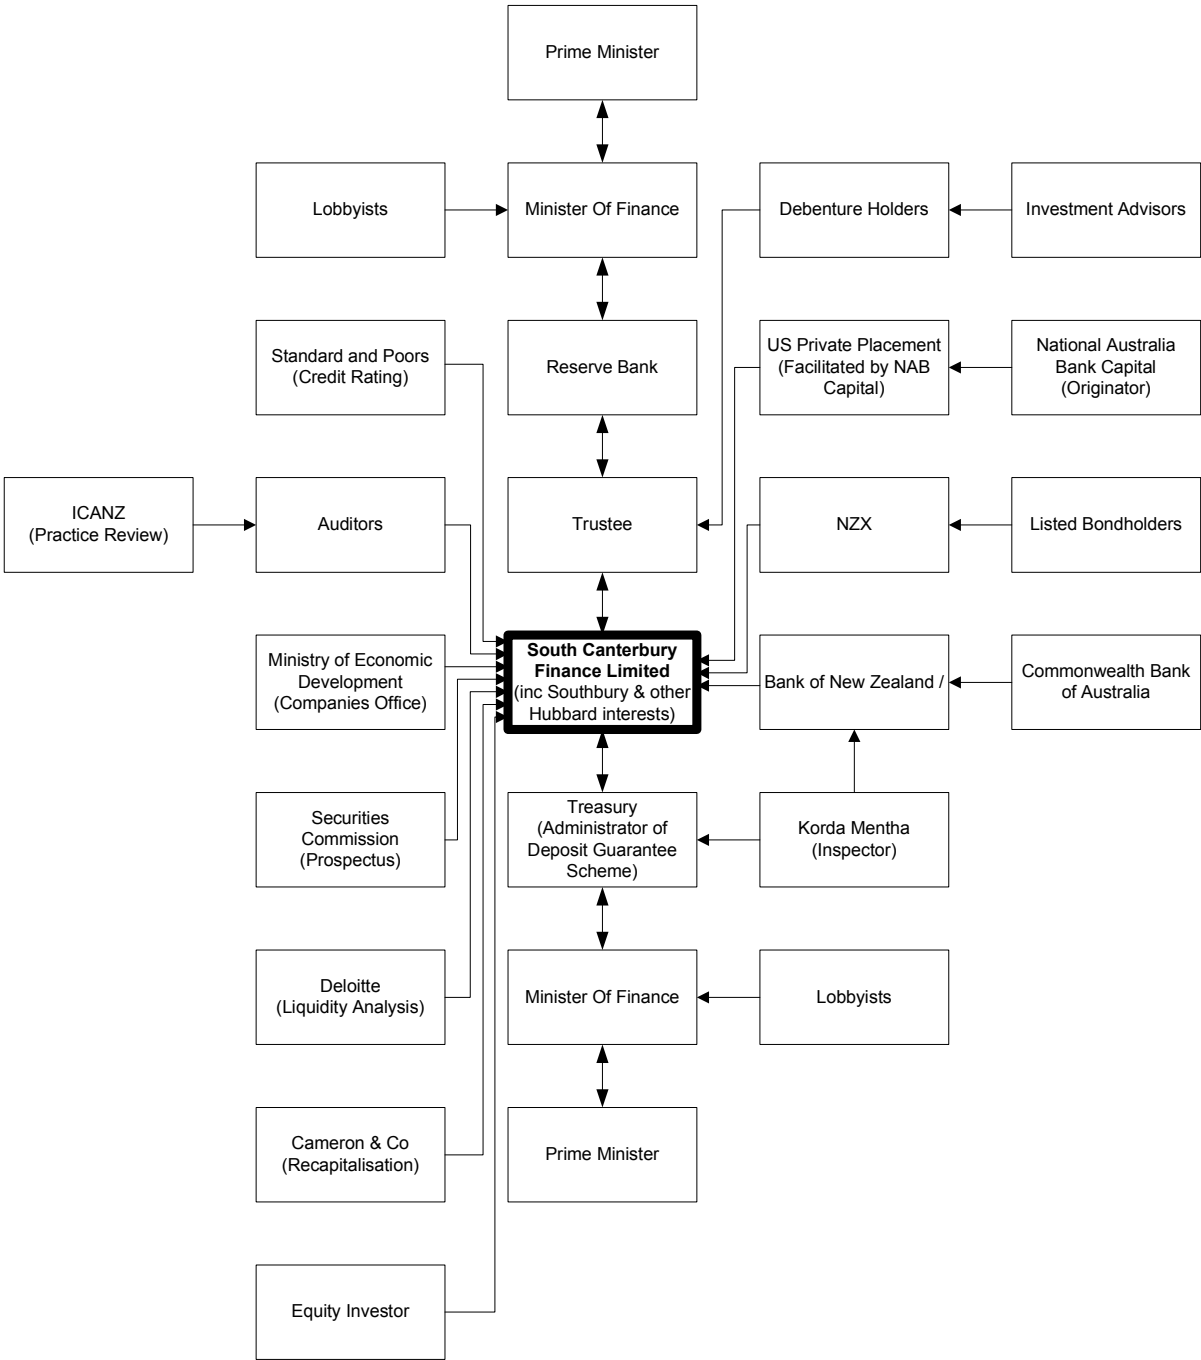 Prime Minister
Lobbyists
Minister Of Finance
Debenture Holders
Investment Advisors
Standard and Poors
(Credit Rating)
Reserve Bank
US Private Placement
(Facilitated by NAB
Capital)
National Australia
Bank Capital
(Originator)
ICANZ
(Practice Review)
Auditors
Trustee
NZX
Listed Bondholders
Ministry of Economic
Development
(Companies Office)
South Canterbury
Finance Limited
(inc Southbury & other
Hubbard interests)
Bank of New Zealand /
Commonwealth Bank
of Australia
Securities
Commission
(Prospectus)
Treasury
(Administrator of
Deposit Guarantee
Scheme)
Korda Mentha
(Inspector)
Deloitte
(Liquidity Analysis)
Minister Of Finance
Lobbyists
Cameron & Co
(Recapitalisation)
Prime Minister
Equity Investor